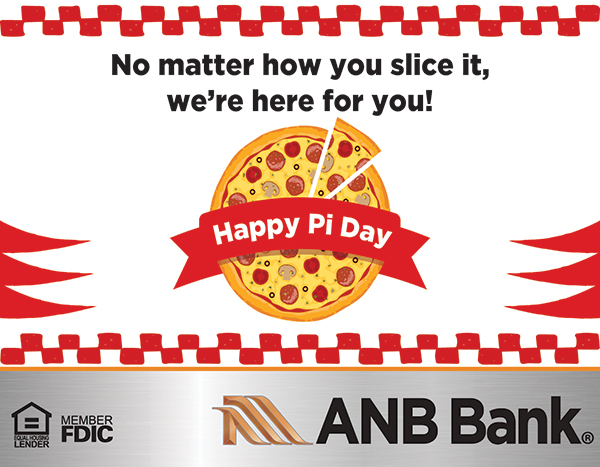 No matter how you slice it,
we're here for you!
Happy Pi Day
EQUAL HOUSING
LENDER
MEMBER
FDIC
ANB Bank®